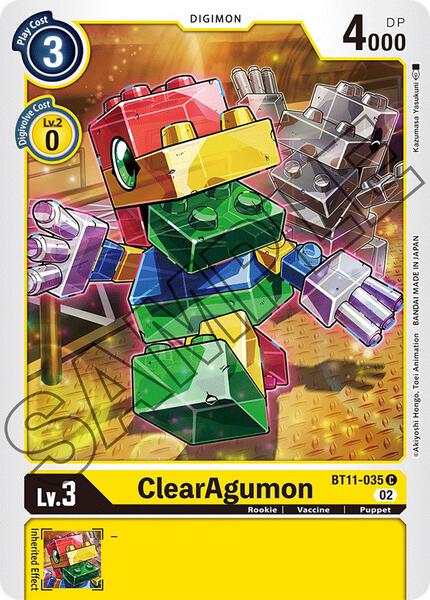 Play Cost
3
DIGIMON
DP
4000
Digivolve Cost
Lv.2
0
Kazumasa Yasukuni
©Akiyoshi Hongo, Toei Animation BANDAI MADE IN JAPAN
SAMPLE
Lv.3
ClearAgumon
BT11-035 C
02
Rookie | Vaccine | Puppet
Inherited Effect
–